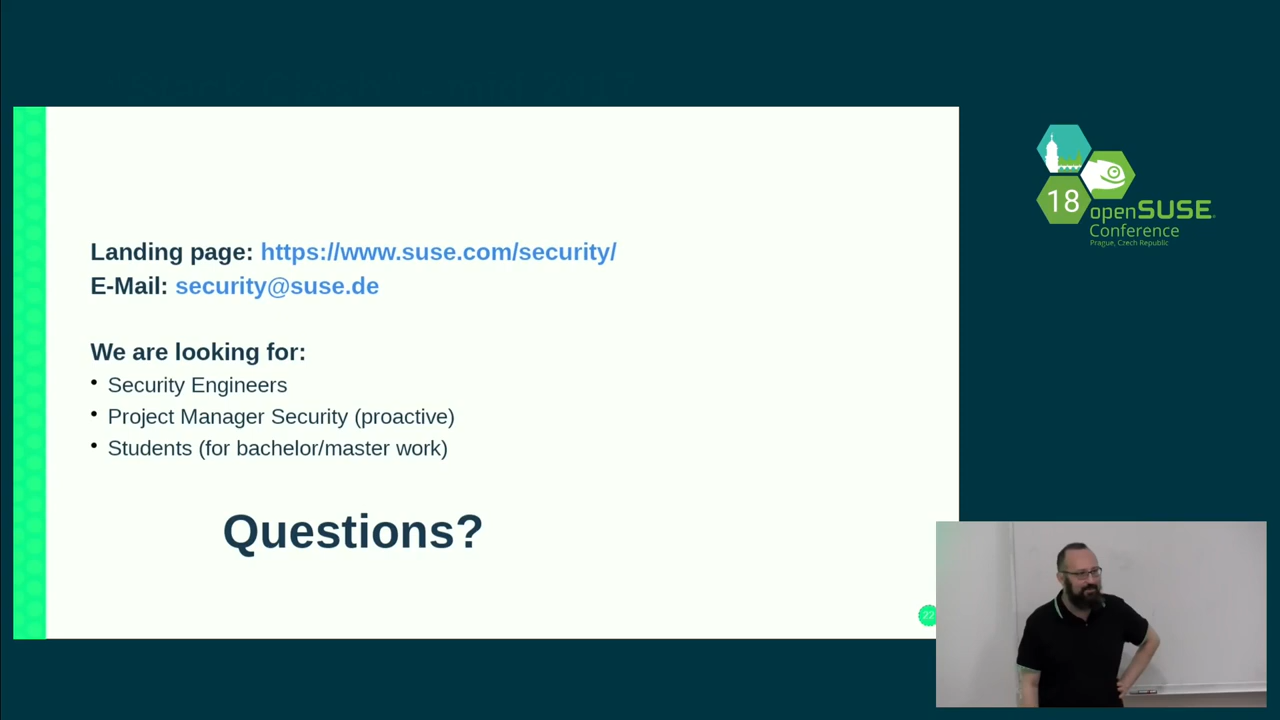 Landing page: https://www.suse.com/security/
E-Mail: security@suse.de
We are looking for:
• Security Engineers
• Project Manager Security (proactive)
• Students (for bachelor/master work)
Questions?
22
18
openSUSE
Conference
Prague, Czech Republic